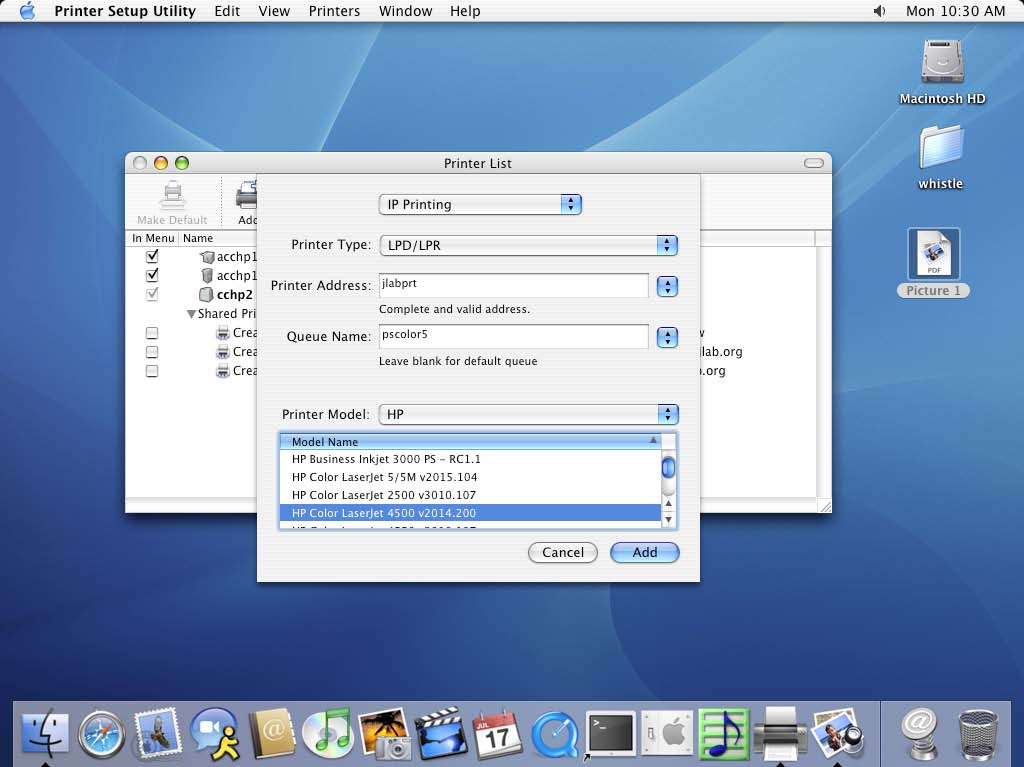 Printer Setup Utility Edit View Printers Window Help Mon 10:30 AM
Macintosh HD
whistle
PDF
Picture 1
Printer List
Make Default
Add
In Menu Name
acchp1
acchp1
cchp2
Shared Pri
Crea
Crea
Crea
w
lab.org
.org
IP Printing
Printer Type: LPD/LPR
Printer Address: jlabprt
Complete and valid address.
Queue Name: pscolor5
Leave blank for default queue
Printer Model: HP
Model Name
HP Business Inkjet 3000 PS - RC1.1
HP Color LaserJet 5/5M v2015.104
HP Color LaserJet 2500 v3010.107
HP Color LaserJet 4500 v2014.200
Cancel Add
JUL
17